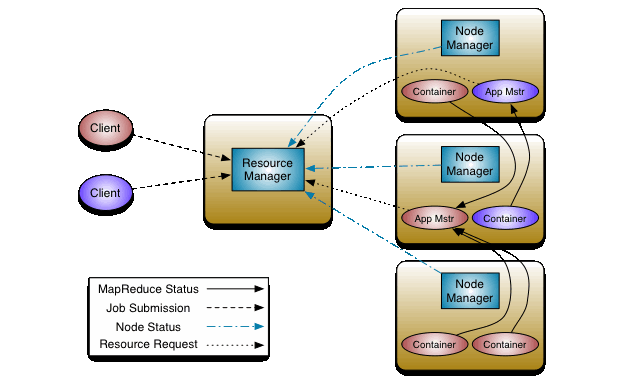 Client
Client
Resource
Manager
Node
Manager
Container
App Mstr
Node
Manager
App Mstr
Container
Node
Manager
Container
Container
MapReduce Status
Job Submission
Node Status
Resource Request